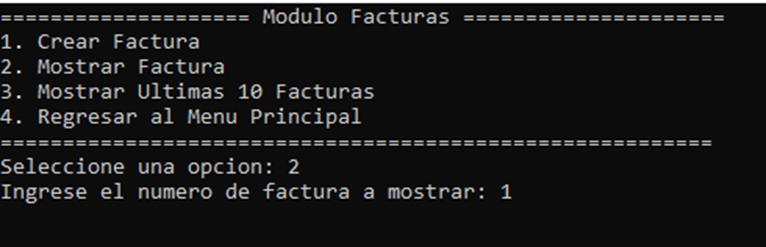 ==================== Modulo Facturas =====================
1. Crear Factura
2. Mostrar Factura
3. Mostrar Ultimas 10 Facturas
4. Regresar al Menu Principal
=========================================================
Seleccione una opcion: 2
Ingrese el numero de factura a mostrar: 1